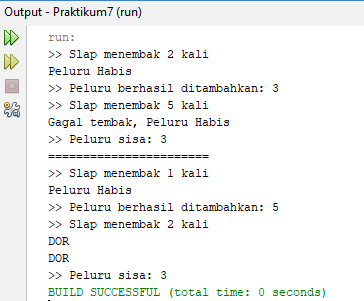 Output - Praktikum7 (run)
run:
>> Slap menembak 2 kali
Peluru Habis
>> Peluru berhasil ditambahkan: 3
>> Slap menembak 5 kali
Gagal tembak, Peluru Habis
>> Peluru sisa: 3
=======================
>> Slap menembak 1 kali
Peluru Habis
>> Peluru berhasil ditambahkan: 5
>> Slap menembak 2 kali
DOR
DOR
>> Peluru sisa: 3
BUILD SUCCESSFUL (total time: 0 seconds)